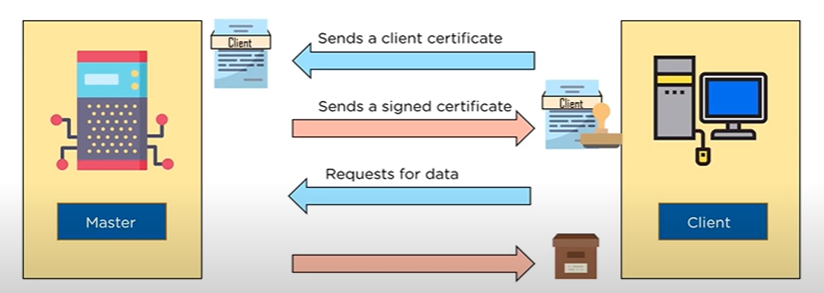 Client
Sends a client certificate
Sends a signed certificate
Client
Requests for data
Master
Client